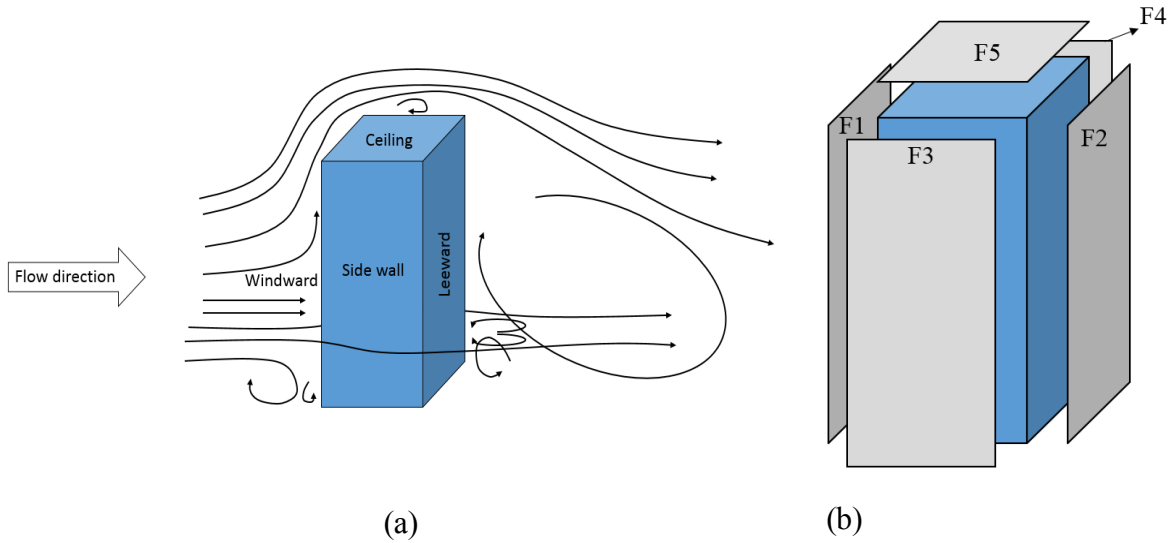 Flow direction
Windward
Ceiling
Side wall
Leeward
(a)
F1
F2
F3
F4
F5
(b)